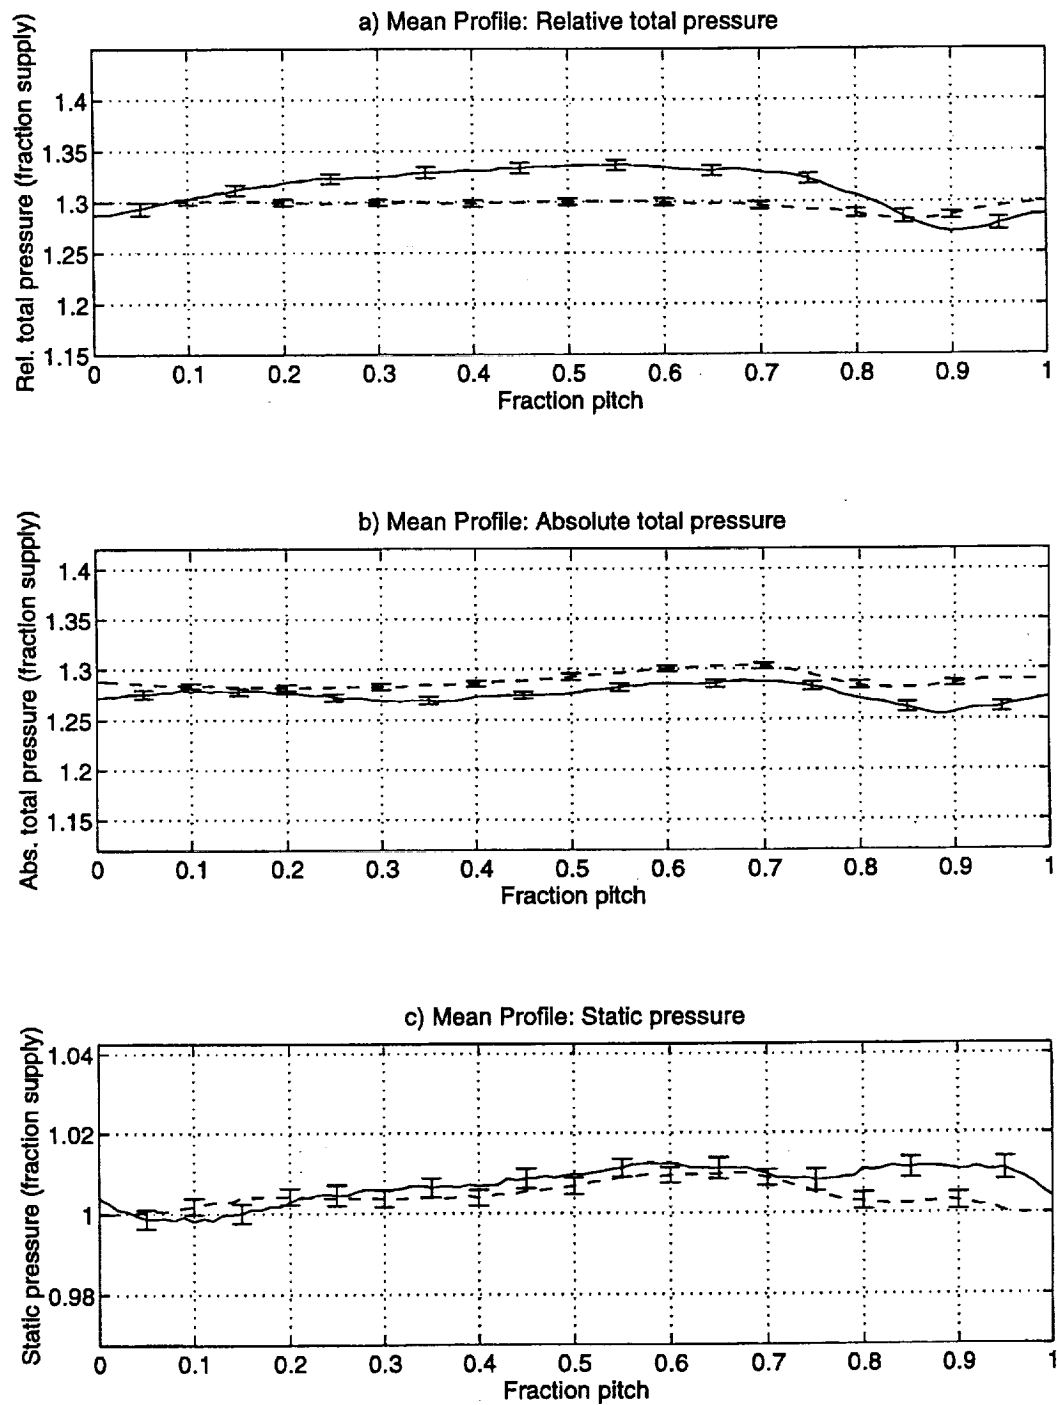 a) Mean Profile: Relative total pressure
Rel. total pressure (fraction supply)
1.4
1.35
1.3
1.25
1.2
1.15
0 0.1 0.2 0.3 0.4 0.5 0.6 0.7 0.8 0.9 1
Fraction pitch
b) Mean Profile: Absolute total pressure
Abs. total pressure (fraction supply)
1.4
1.35
1.3
1.25
1.2
1.15
0 0.1 0.2 0.3 0.4 0.5 0.6 0.7 0.8 0.9 1
Fraction pitch
c) Mean Profile: Static pressure
Static pressure (fraction supply)
1.04
1.02
1
0.98
0 0.1 0.2 0.3 0.4 0.5 0.6 0.7 0.8 0.9 1
Fraction pitch